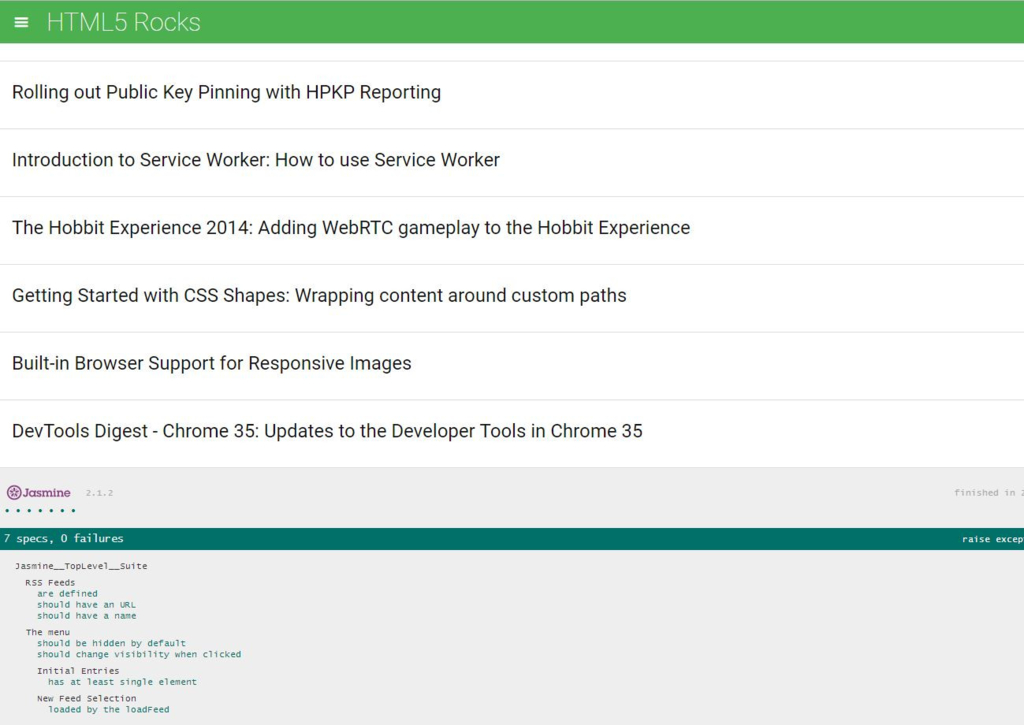 HTML5 Rocks
Rolling out Public Key Pinning with HPKP Reporting
Introduction to Service Worker: How to use Service Worker
The Hobbit Experience 2014: Adding WebRTC gameplay to the Hobbit Experience
Getting Started with CSS Shapes: Wrapping content around custom paths
Built-in Browser Support for Responsive Images
DevTools Digest - Chrome 35: Updates to the Developer Tools in Chrome 35
Jasmine 2.1.2 finished in 2
7 specs, 0 failures raise excep
Jasmine__TopLevel__Suite
RSS Feeds
are defined
should have an URL
should have a name
The menu
should be hidden by default
should change visibility when clicked
Initial Entries
has at least single element
New Feed Selection
loaded by the loadFeed